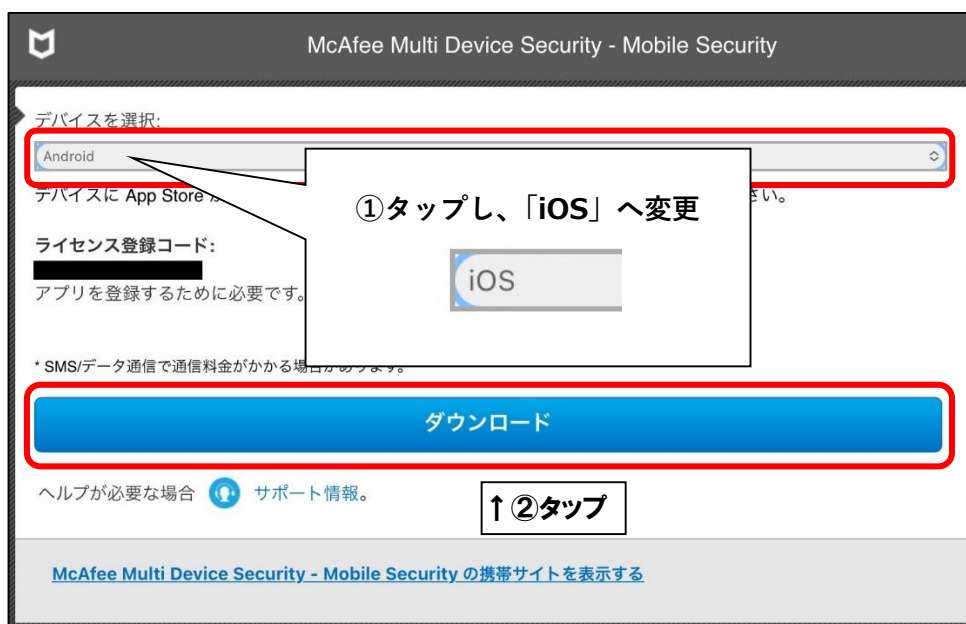 McAfee Multi Device Security - Mobile Security
デバイスを選択:
Android
デバイスに App Store
さい。
①タップし、「iOS」へ変更
iOS
ライセンス登録コード:
アプリを登録するために必要です。
* SMS/データ通信で通信料金がかかる場合があります。
ダウンロード
ヘルプが必要な場合 サポート情報。
↑②タップ
McAfee Multi Device Security - Mobile Security の携帯サイトを表示する